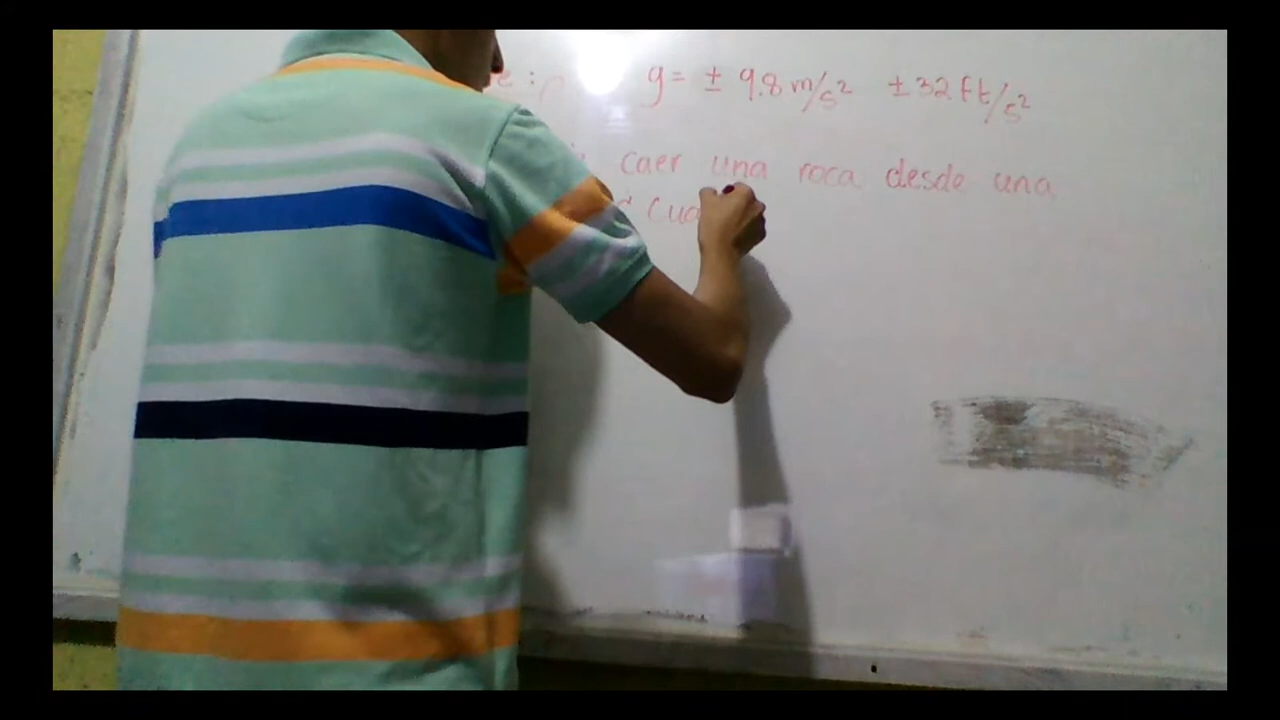 g= ± 9.8 m/s² ±32 ft/s²
caer una roca desde una